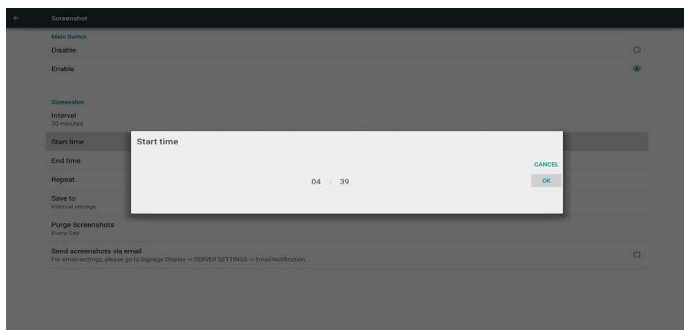 ← Screenshot
Main Switch
Disable
Enable
Screenshot
Interval
30 minutes
Start time
End time
Repeat
Save to
Internal storage
Purge Screenshots
Every Day
Send screenshots via email
For email settings, please go to Signage Display -> SERVER SETTINGS -> Email Notification.
Start time
04 : 39
CANCEL
OK